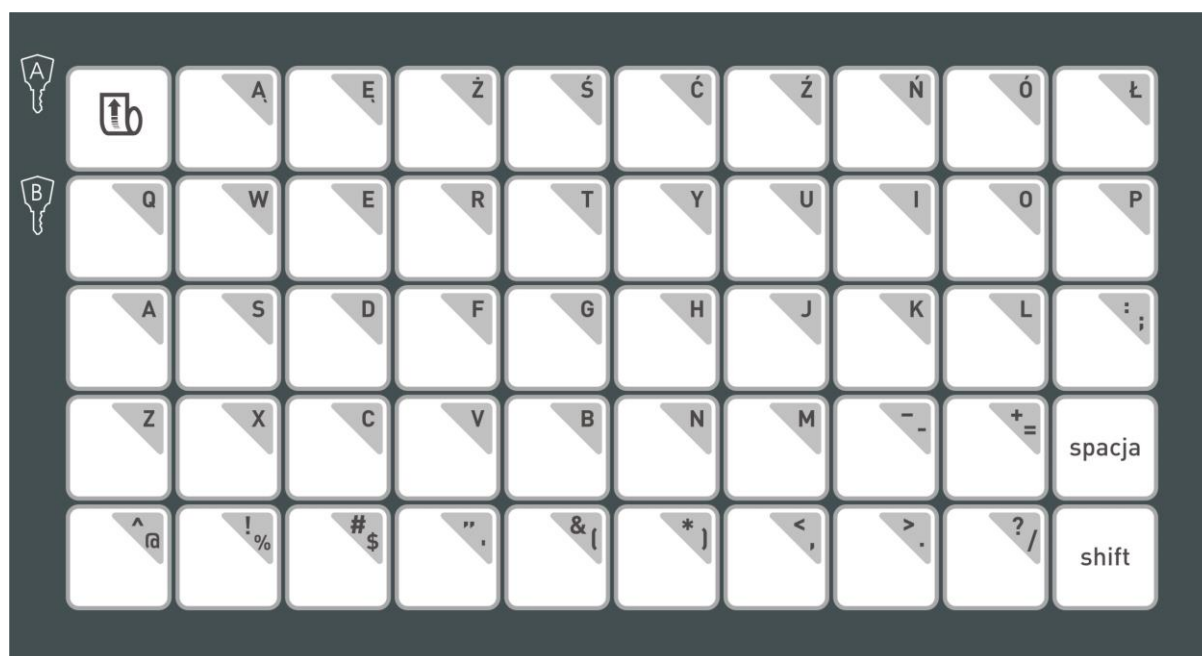 A
Ą Ę Ż Ś Ć Ź Ń Ó Ł
B
Q W E R T Y U I O P
A S D F G H J K L : ;
Z X C V B N M – - + = spacja
^ @ ! % # $ " ' & ( * ) < , > . ? / shift